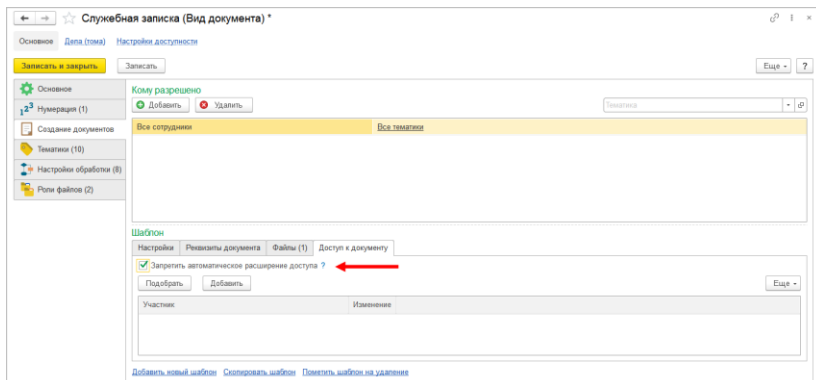 Служебная записка (Вид документа) *
Основное Дела (тома) Настройки доступности
Записать и закрыть Записать Еще ?
Основное
Нумерация (1)
Создание документов
Тематики (10)
Настройки обработки (8)
Роли файлов (2)
Кому разрешено
Добавить Удалить Тематика
Все сотрудники Все тематики
Шаблон
Настройки Реквизиты документа Файлы (1) Доступ к документу
Запретить автоматическое расширение доступа ?
Подобрать Добавить Еще
Участник Изменение
Добавить новый шаблон Скопировать шаблон Пометить шаблон на удаление